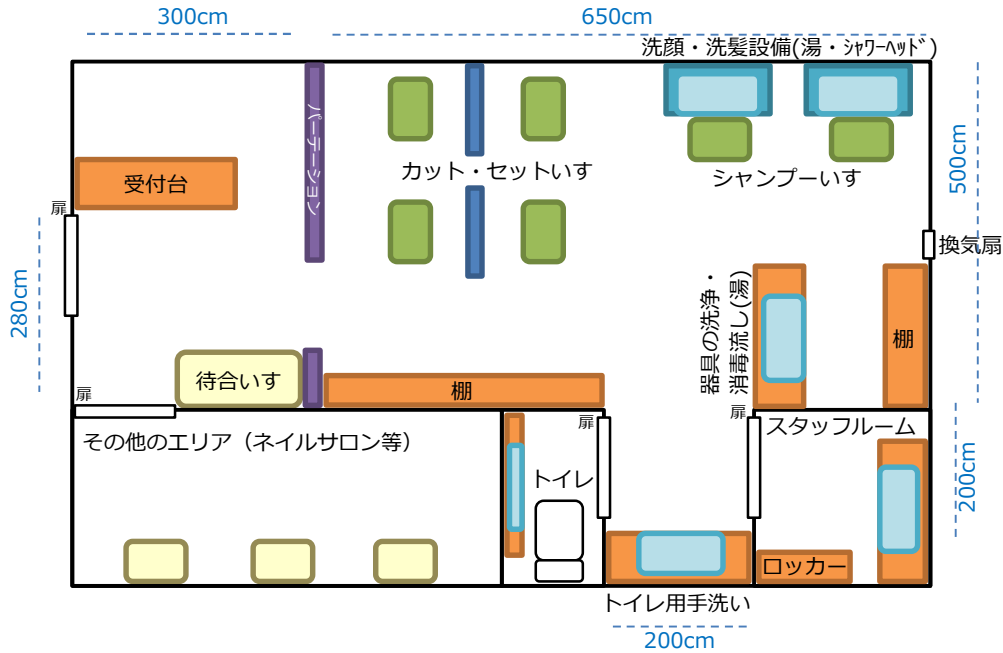 300cm
650cm
洗顔・洗髪設備(湯・ｼｬﾜｰﾍｯﾄﾞ)
パーテーション
カット・セットいす
シャンプーいす
500cm
受付台
扉
280cm
換気扇
器具の洗浄・
消毒流し(湯)
棚
待合いす
棚
扉
扉
扉
スタッフルーム
その他のエリア（ネイルサロン等）
トイレ
200cm
ロッカー
トイレ用手洗い
200cm